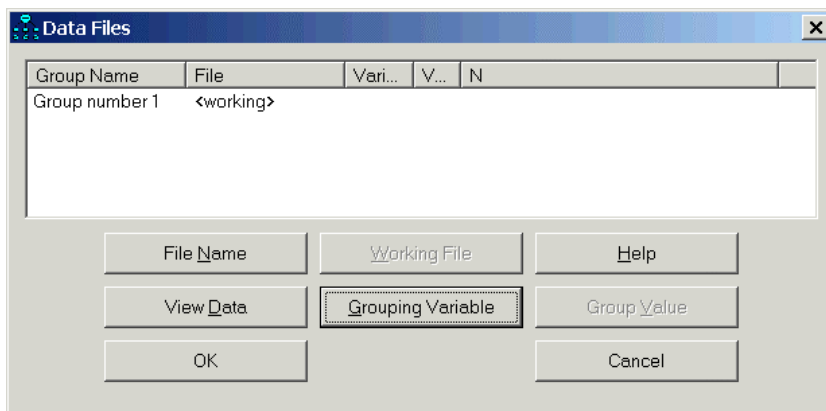 Data Files
Group Name File Vari... V... N
Group number 1 <working>
File Name Working File Help
View Data Grouping Variable Group Value
OK Cancel